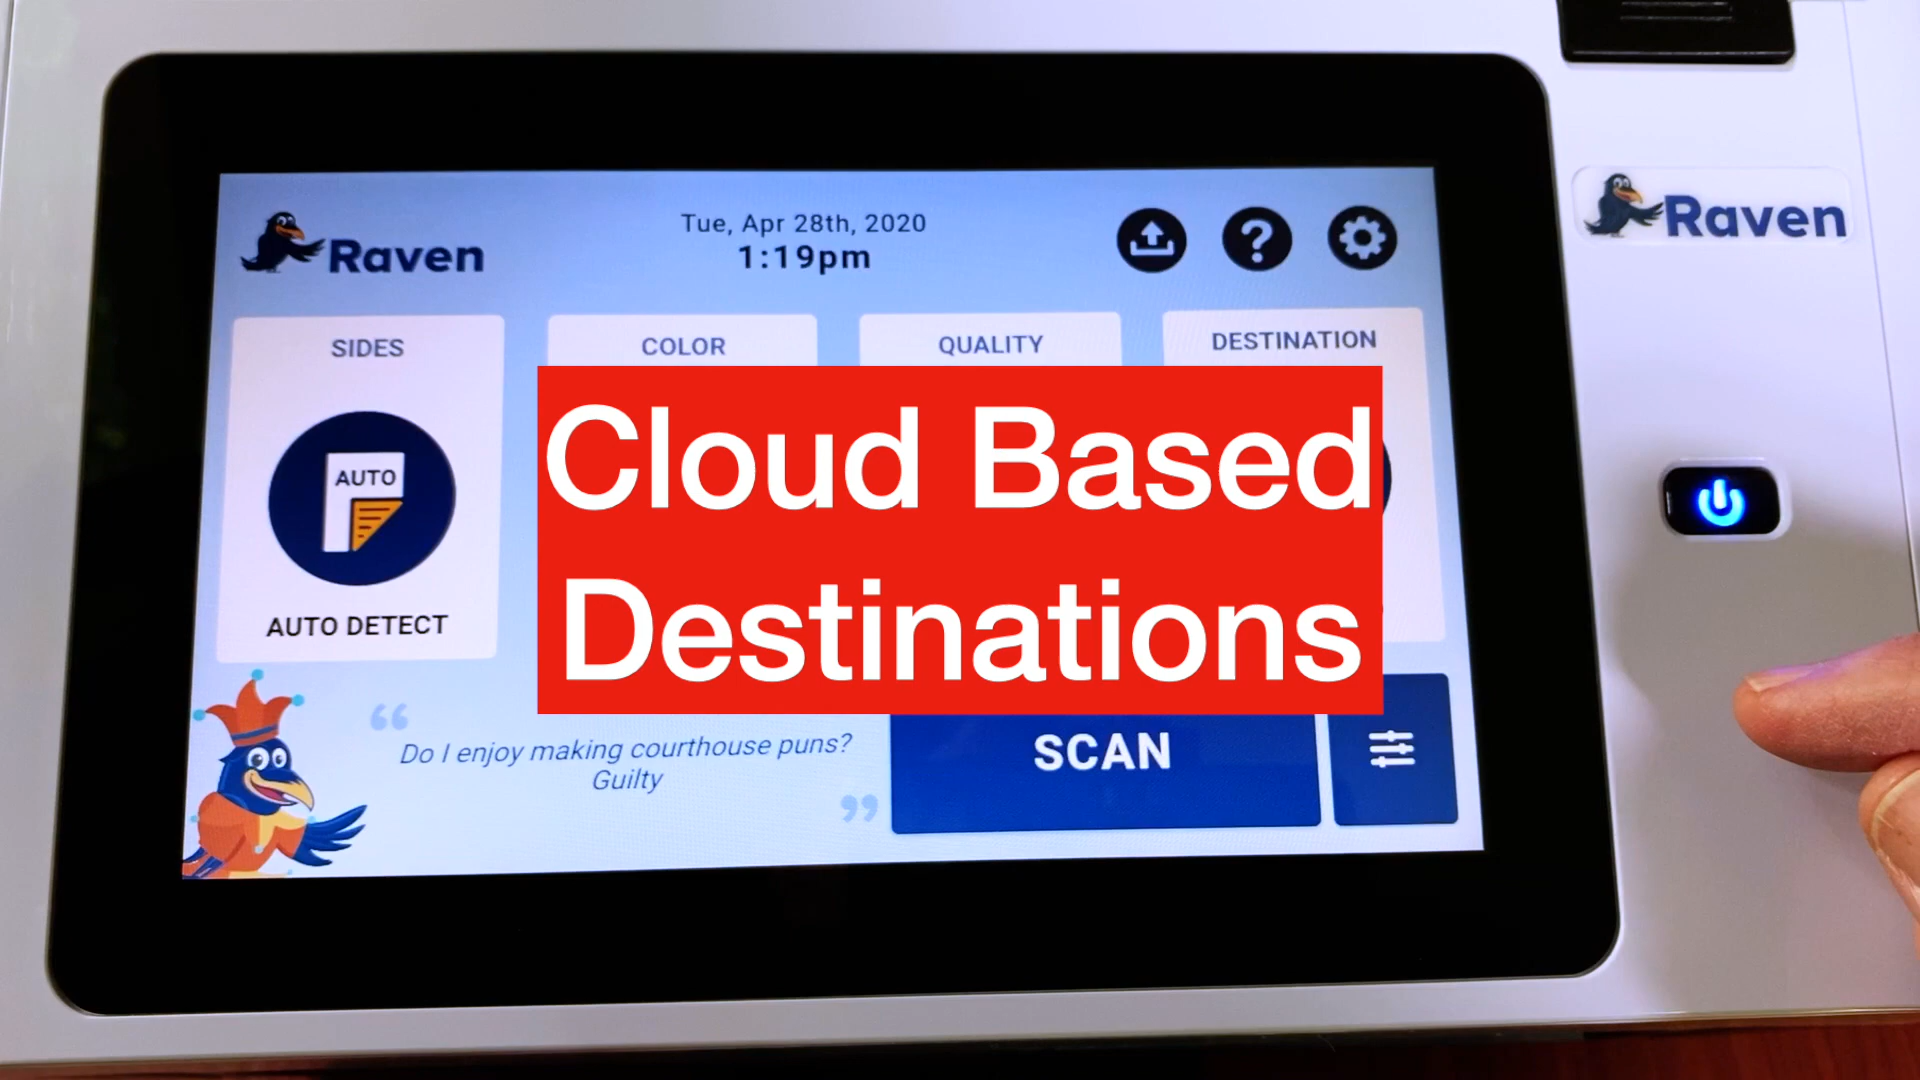 Raven
Tue, Apr 28th, 2020
1:19pm
?
Raven
SIDES
COLOR
QUALITY
DESTINATION
AUTO
AUTO DETECT
Cloud Based
Destinations
“
Do I enjoy making courthouse puns?
Guilty
”
SCAN